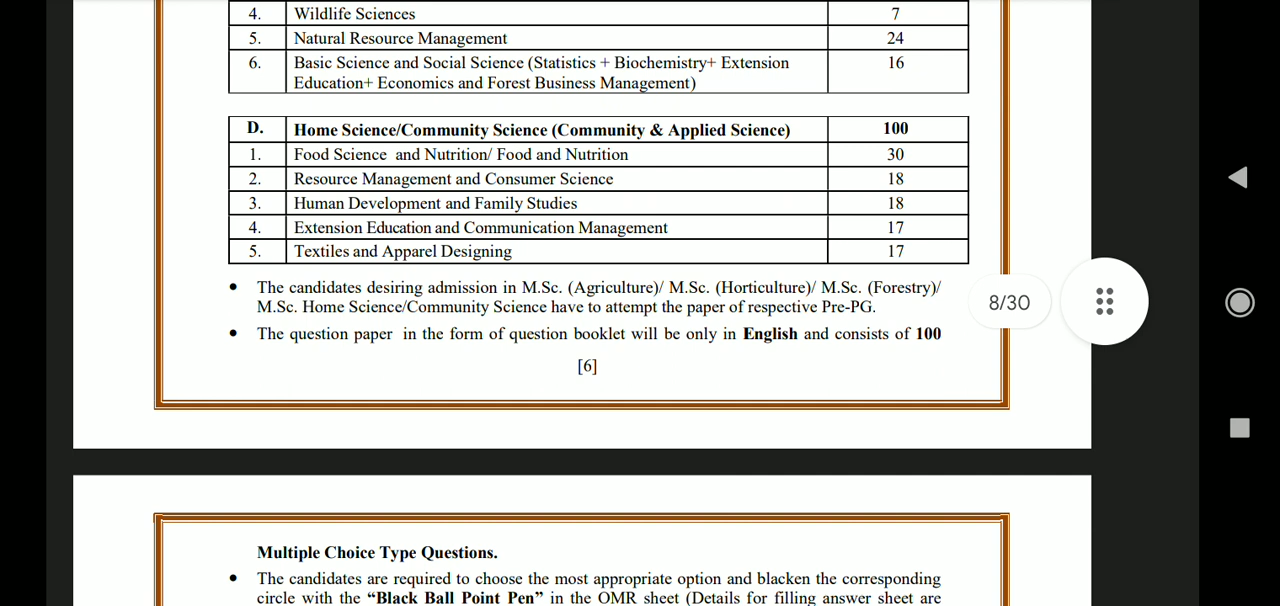 4. Wildlife Sciences 7
5. Natural Resource Management 24
6. Basic Science and Social Science (Statistics + Biochemistry+ Extension 16
Education+ Economics and Forest Business Management)
D. Home Science/Community Science (Community & Applied Science) 100
1. Food Science and Nutrition/ Food and Nutrition 30
2. Resource Management and Consumer Science 18
3. Human Development and Family Studies 18
4. Extension Education and Communication Management 17
5. Textiles and Apparel Designing 17
• The candidates desiring admission in M.Sc. (Agriculture)/ M.Sc. (Horticulture)/ M.Sc. (Forestry)/
M.Sc. Home Science/Community Science have to attempt the paper of respective Pre-PG.
8/30
• The question paper in the form of question booklet will be only in English and consists of 100
[6]
Multiple Choice Type Questions.
• The candidates are required to choose the most appropriate option and blacken the corresponding
circle with the “Black Ball Point Pen” in the OMR sheet (Details for filling answer sheet are